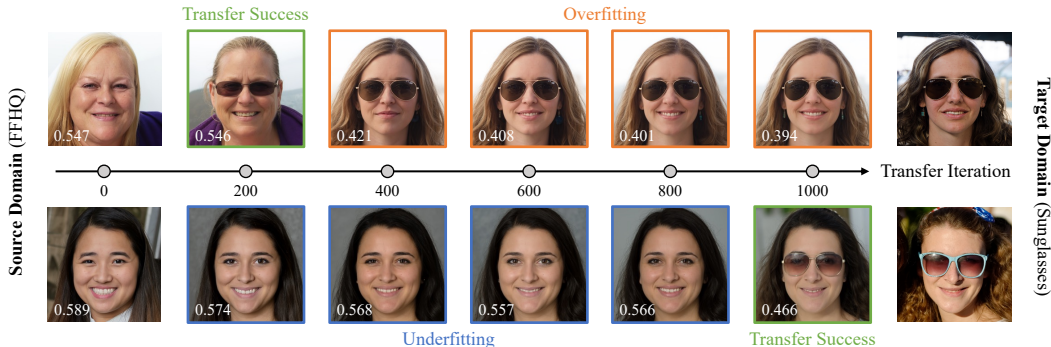 Transfer Success
Overfitting
Source Domain (FFHQ)
0.547
0.546
0.421
0.408
0.401
0.394
Target Domain (Sunglasses)
Transfer Iteration
0
200
400
600
800
1000
0.589
0.574
0.568
0.557
0.566
0.466
Underfitting
Transfer Success